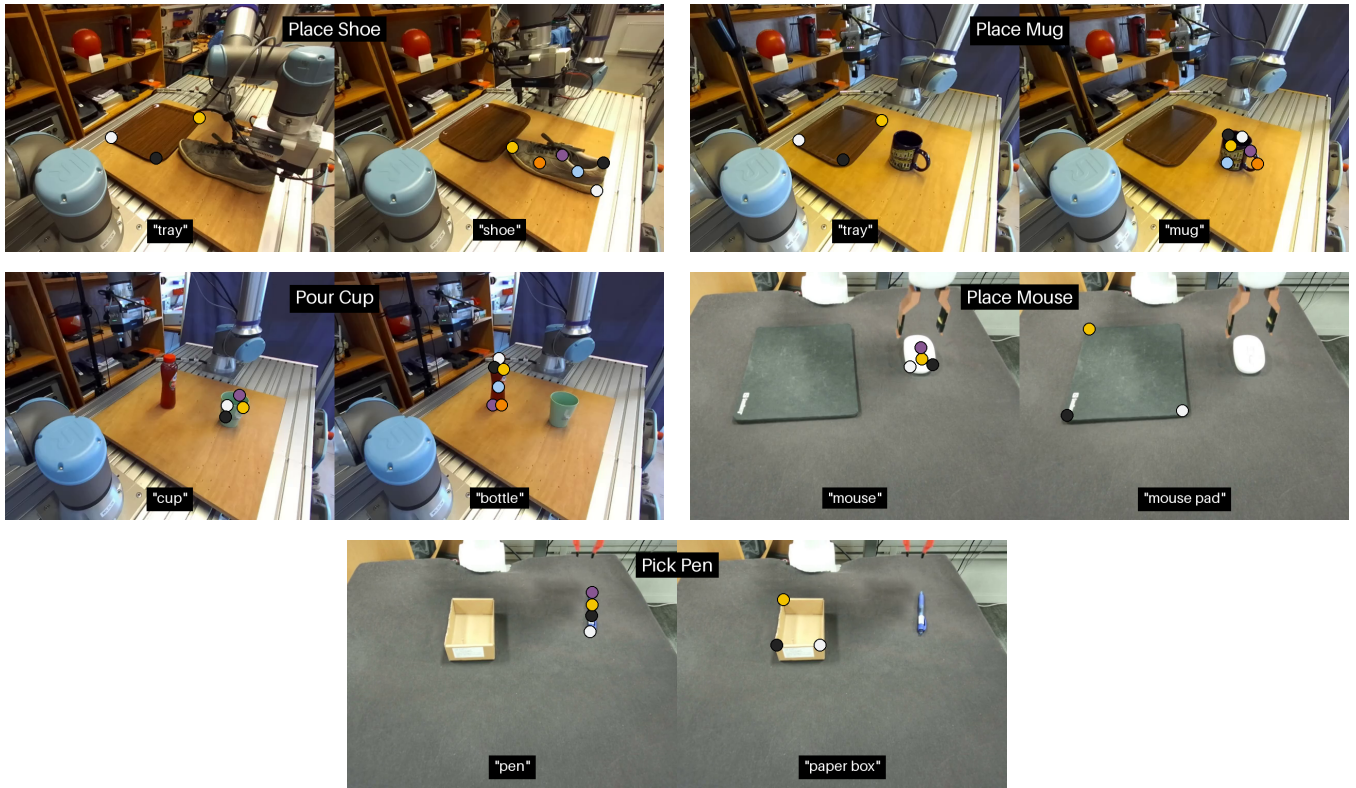 Place Shoe
"tray"
"shoe"
Place Mug
"tray"
"mug"
Pour Cup
"cup"
"bottle"
Place Mouse
"mouse"
"mouse pad"
Pick Pen
"pen"
"paper box"